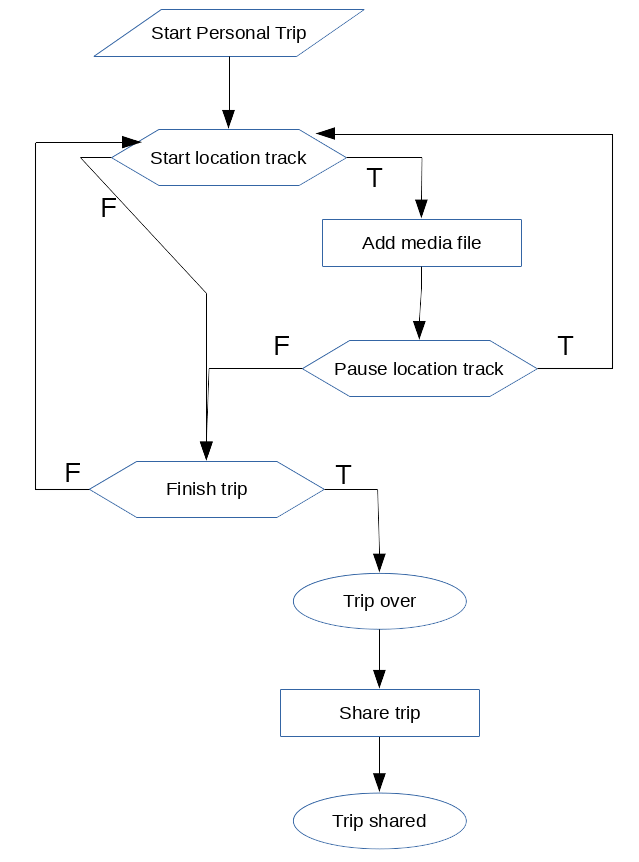 Start Personal Trip
Start location track
T
F
Add media file
F
T
Pause location track
F
T
Finish trip
Trip over
Share trip
Trip shared